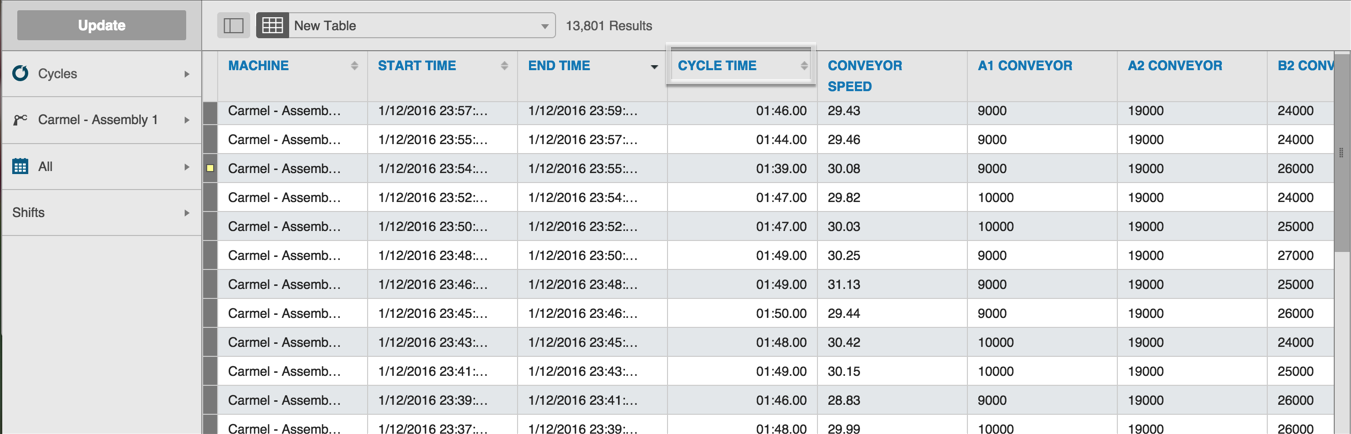 Update
New Table
13,801 Results
Cycles
Carmel - Assembly 1
All
Shifts
MACHINE START TIME END TIME CYCLE TIME CONVEYOR SPEED A1 CONVEYOR A2 CONVEYOR B2 CONV
Carmel - Assemb... 1/12/2016 23:57:... 1/12/2016 23:59:... 01:46.00 29.43 9000 19000 24000
Carmel - Assemb... 1/12/2016 23:55:... 1/12/2016 23:57:... 01:44.00 29.46 9000 19000 24000
Carmel - Assemb... 1/12/2016 23:54:... 1/12/2016 23:55:... 01:39.00 30.08 9000 19000 26000
Carmel - Assemb... 1/12/2016 23:52:... 1/12/2016 23:54:... 01:47.00 29.82 10000 19000 24000
Carmel - Assemb... 1/12/2016 23:50:... 1/12/2016 23:52:... 01:47.00 30.03 10000 19000 25000
Carmel - Assemb... 1/12/2016 23:48:... 1/12/2016 23:50:... 01:49.00 30.25 9000 19000 27000
Carmel - Assemb... 1/12/2016 23:46:... 1/12/2016 23:48:... 01:49.00 31.13 9000 19000 25000
Carmel - Assemb... 1/12/2016 23:45:... 1/12/2016 23:46:... 01:50.00 29.44 9000 19000 26000
Carmel - Assemb... 1/12/2016 23:43:... 1/12/2016 23:45:... 01:48.00 30.42 10000 19000 24000
Carmel - Assemb... 1/12/2016 23:41:... 1/12/2016 23:43:... 01:49.00 30.15 10000 19000 25000
Carmel - Assemb... 1/12/2016 23:39:... 1/12/2016 23:41:... 01:46.00 28.83 9000 19000 26000
Carmel - Assemb... 1/12/2016 23:37:... 1/12/2016 23:39:... 01:48.00 29.99 10000 19000 26000